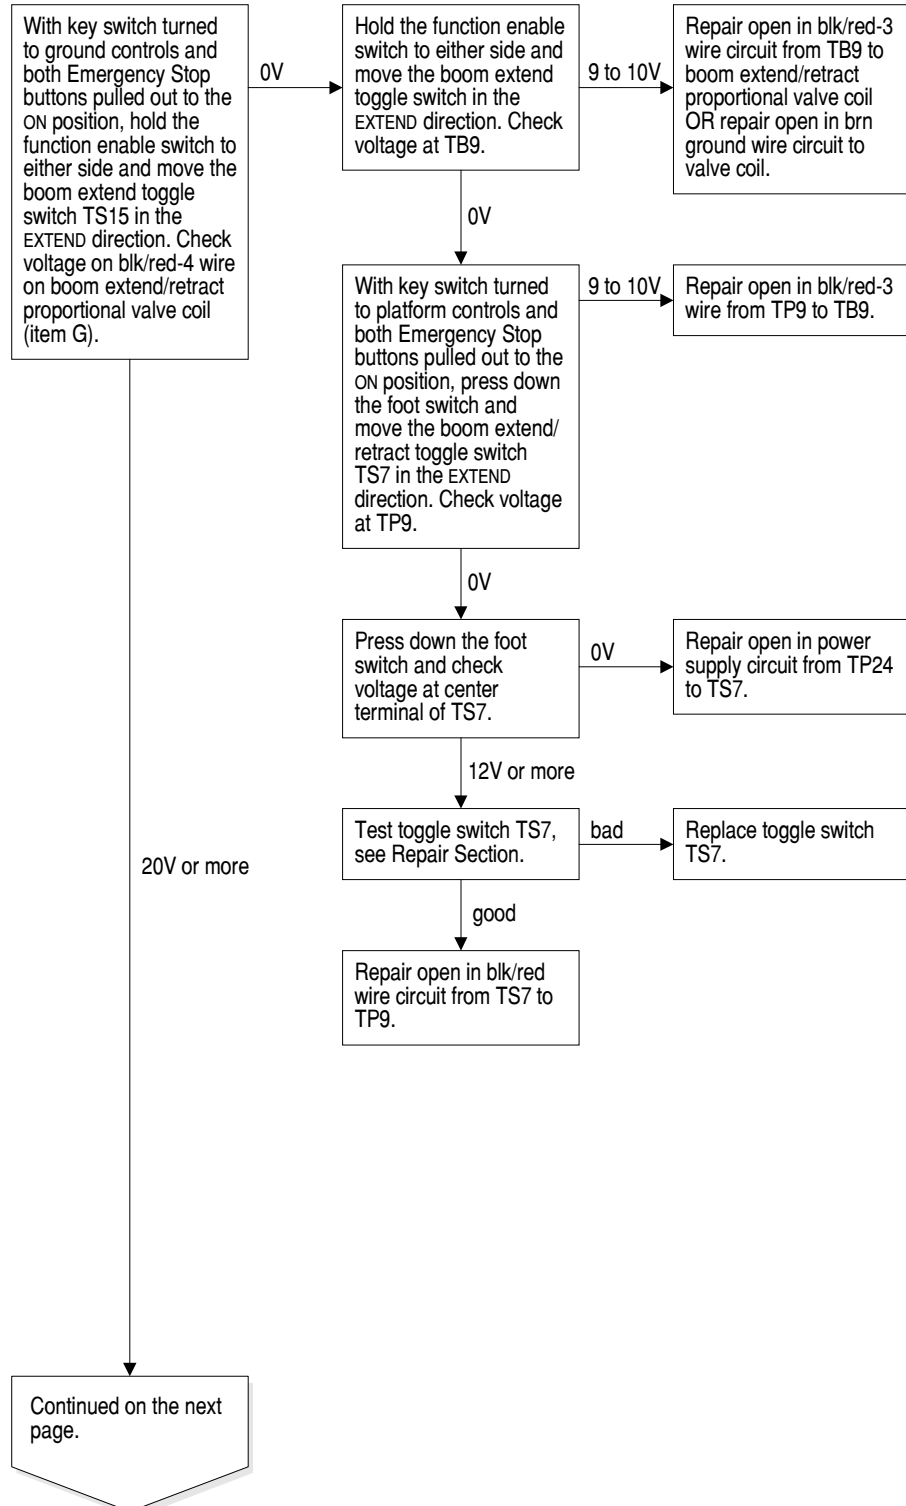 With key switch turned
to ground controls and
both Emergency Stop
buttons pulled out to the
ON position, hold the
function enable switch to
either side and move the
boom extend toggle
switch TS15 in the
EXTEND direction. Check
voltage on blk/red-4 wire
on boom extend/retract
proportional valve coil
(item G).
0V
Hold the function enable
switch to either side and
move the boom extend
toggle switch in the
EXTEND direction. Check
voltage at TB9.
9 to 10V
Repair open in blk/red-3
wire circuit from TB9 to
boom extend/retract
proportional valve coil
OR repair open in brn
ground wire circuit to
valve coil.
0V
With key switch turned
to platform controls and
both Emergency Stop
buttons pulled out to the
ON position, press down
the foot switch and
move the boom extend/
retract toggle switch
TS7 in the EXTEND
direction. Check voltage
at TP9.
9 to 10V
Repair open in blk/red-3
wire from TP9 to TB9.
0V
Press down the foot
switch and check
voltage at center
terminal of TS7.
0V
Repair open in power
supply circuit from TP24
to TS7.
12V or more
Test toggle switch TS7,
see Repair Section.
bad
Replace toggle switch
TS7.
good
Repair open in blk/red
wire circuit from TS7 to
TP9.
20V or more
Continued on the next
page.